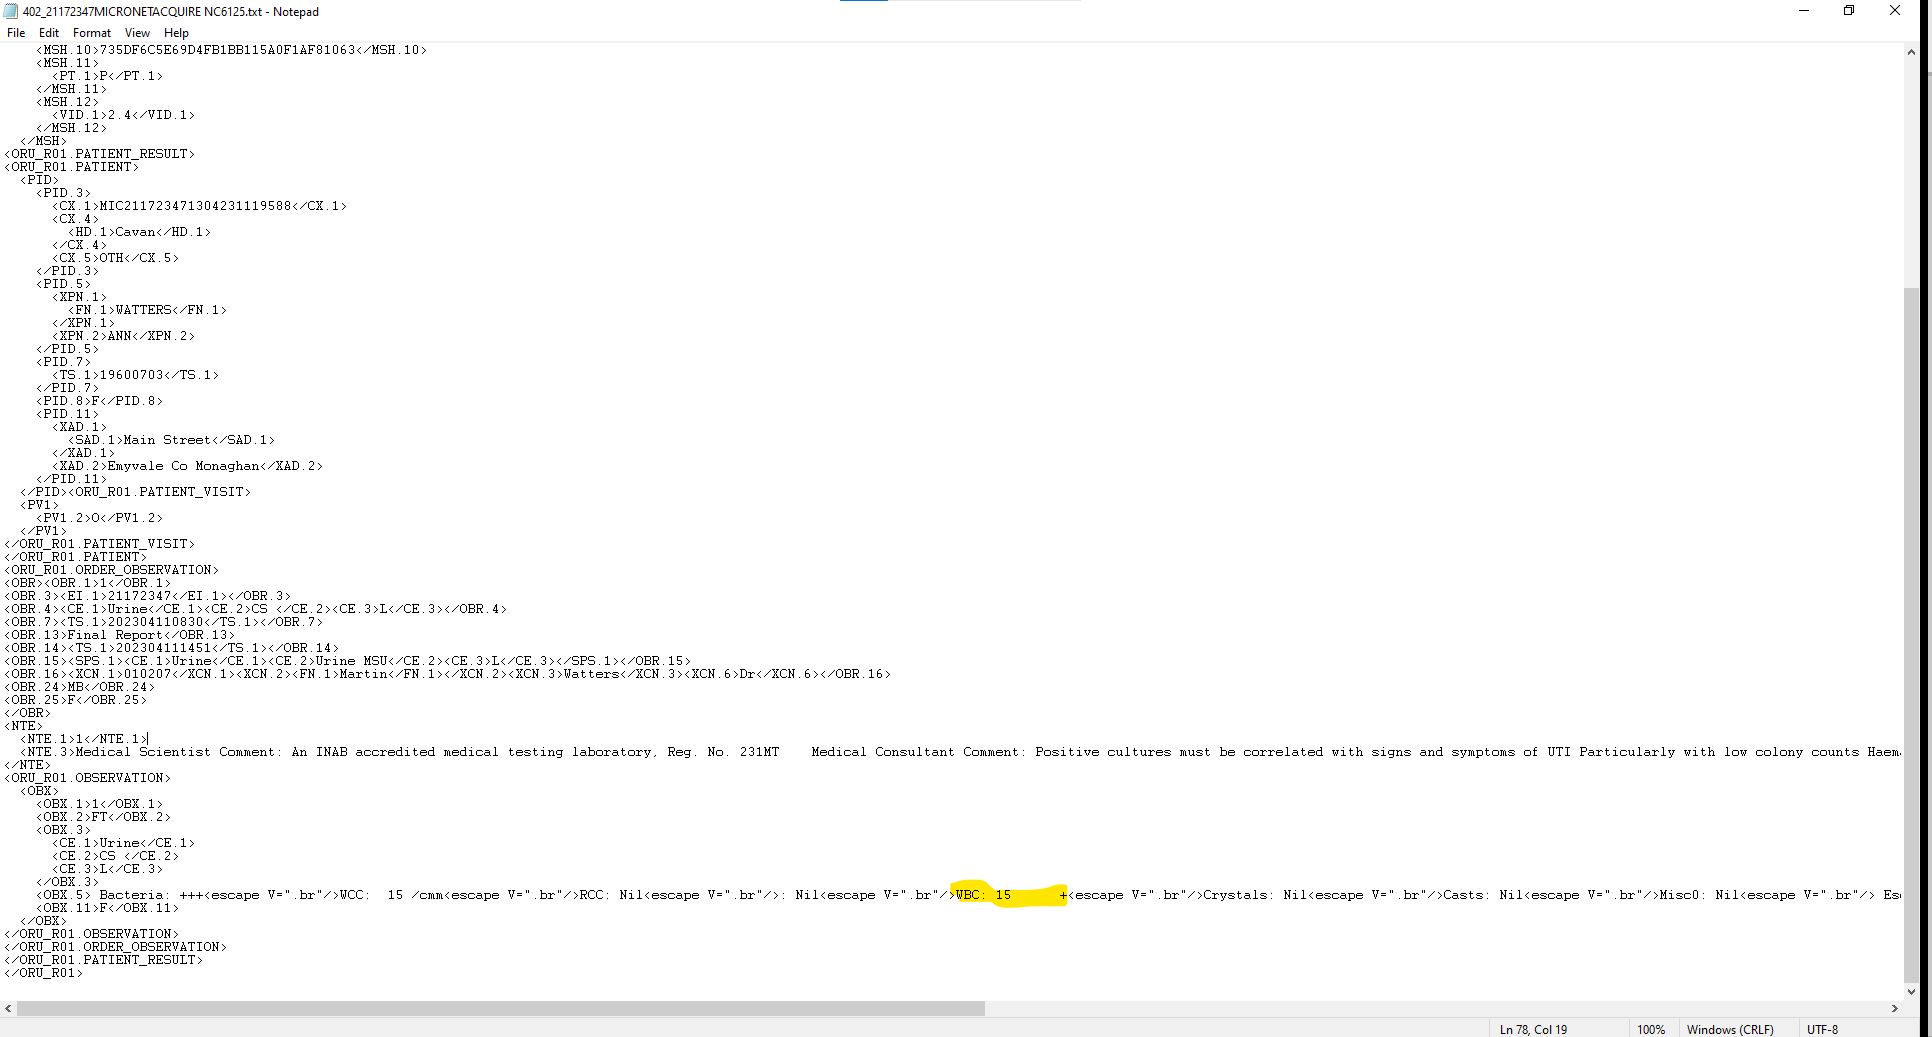 402_21172347MICRONETACQUIRE NC6125.txt - Notepad
File Edit Format View Help
<MSH.10>735DF6C5E69D4FB1BB115A0F1AF81063</MSH.10>
<MSH.11>
<PT.1>P</PT.1>
</MSH.11>
<MSH.12>
<VID.1>2.4</VID.1>
</MSH.12>
</MSH>
<ORU_R01.PATIENT_RESULT>
<ORU_R01.PATIENT>
<PID>
<PID.3>
<CX.1>MIC211723471304231119588</CX.1>
<CX.4>
<HD.1>Cavan</HD.1>
</CX.4>
<CX.5>OTH</CX.5>
</PID.3>
<PID.5>
<XPN.1>
<FN.1>WATTERS</FN.1>
</XPN.1>
<XPN.2>ANN</XPN.2>
</PID.5>
<PID.7>
<TS.1>19600703</TS.1>
</PID.7>
<PID.8>F</PID.8>
<PID.11>
<XAD.1>
<SAD.1>Main Street</SAD.1>
</XAD.1>
<XAD.2>Emyvale Co Monaghan</XAD.2>
</PID.11>
</PID><ORU_R01.PATIENT_VISIT>
<PV1>
<PV1.2>O</PV1.2>
</PV1>
</ORU_R01.PATIENT_VISIT>
</ORU_R01.PATIENT>
<ORU_R01.ORDER_OBSERVATION>
<OBR><OBR.1>1</OBR.1>
<OBR.3><EI.1>21172347</EI.1></OBR.3>
<OBR.4><CE.1>Urine</CE.1><CE.2>CS </CE.2><CE.3>L</CE.3></OBR.4>
<OBR.7><TS.1>202304110830</TS.1></OBR.7>
<OBR.13>Final Report</OBR.13>
<OBR.14><TS.1>202304111451</TS.1></OBR.14>
<OBR.15><SPS.1><CE.1>Urine</CE.1><CE.2>Urine MSU</CE.2><CE.3>L</CE.3></SPS.1></OBR.15>
<OBR.16><XCN.1>010207</XCN.1><XCN.2><FN.1>Martin</FN.1></XCN.2><XCN.3>Watters</XCN.3><XCN.6>Dr</XCN.6></OBR.16>
<OBR.24>MB</OBR.24>
<OBR.25>F</OBR.25>
</OBR>
<NTE>
<NTE.1>1</NTE.1>
<NTE.3>Medical Scientist Comment: An INAB accredited medical testing laboratory, Reg. No. 231MT    Medical Consultant Comment: Positive cultures must be correlated with signs and symptoms of UTI Particularly with low colony counts Haem
</NTE>
<ORU_R01.OBSERVATION>
<OBX>
<OBX.1>1</OBX.1>
<OBX.2>FT</OBX.2>
<OBX.3>
<CE.1>Urine</CE.1>
<CE.2>CS </CE.2>
<CE.3>L</CE.3>
</OBX.3>
<OBX.5> Bacteria: +++<escape V=".br"/>WCC:  15 /cmm<escape V=".br"/>RCC: Nil<escape V=".br"/>: Nil<escape V=".br"/>WBC: 15      +<escape V=".br"/>Crystals: Nil<escape V=".br"/>Casts: Nil<escape V=".br"/>Misc0: Nil<escape V=".br"/> Es
<OBX.11>F</OBX.11>
</OBX>
</ORU_R01.OBSERVATION>
</ORU_R01.ORDER_OBSERVATION>
</ORU_R01.PATIENT_RESULT>
</ORU_R01>
Ln 78, Col 19 100% Windows (CRLF) UTF-8